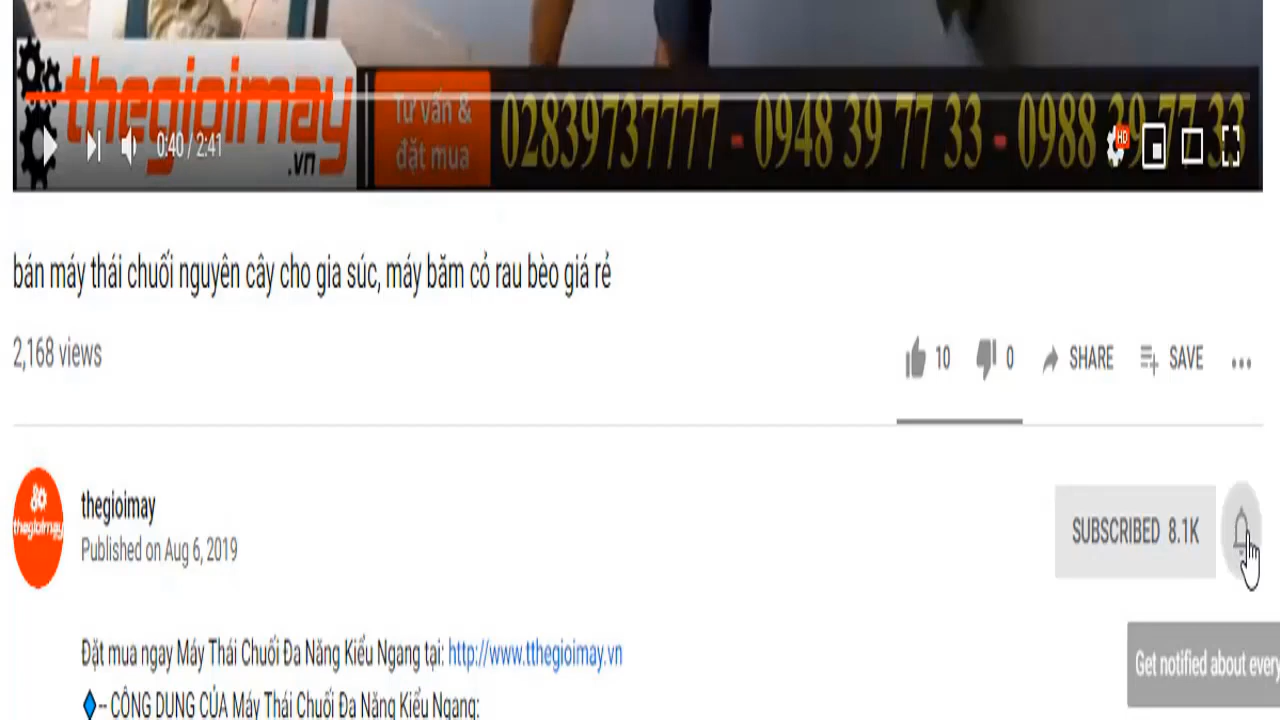 thegioimay
.vn
Tư vấn &
đặt mua
02839737777 - 0948 39 77 33 - 0988 39 77 33
0:40 / 2:41
HD
bán máy thái chuối nguyên cây cho gia súc, máy băm cỏ rau bèo giá rẻ
2,168 views
10 0 SHARE SAVE
thegioimay
thegioimay
Published on Aug 6, 2019
SUBSCRIBED 8.1K
Đặt mua ngay Máy Thái Chuối Đa Năng Kiểu Ngang tại: http://www.tthegioimay.vn
Get notified about every
-- CÔNG DỤNG CỦA Máy Thái Chuối Đa Năng Kiểu Ngang: